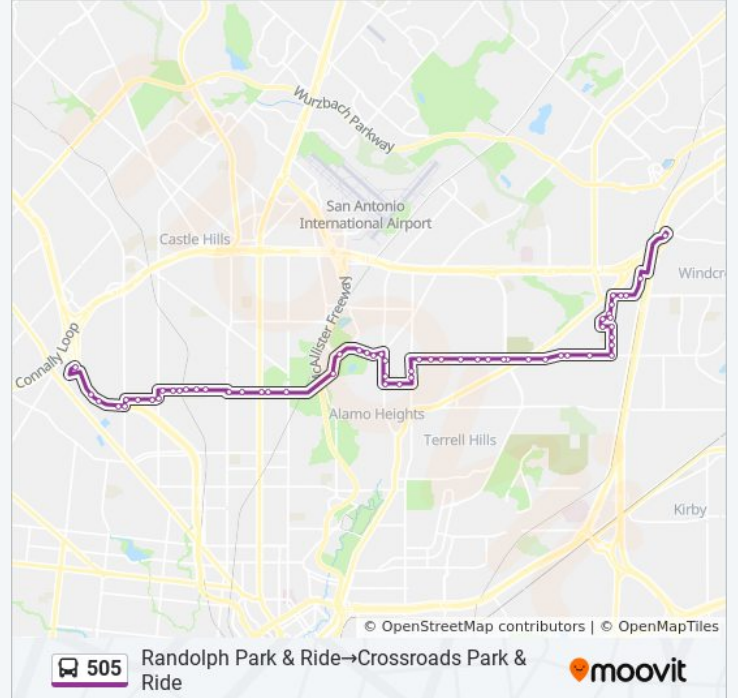 Wurzbach Parkway
San Antonio
International Airport
Castle Hills
Windcre
McAllister Freeway
Connally Loop
Alamo Heights
Terrell Hills
Kirby
© OpenStreetMap contributors | © OpenMapTiles
505
Randolph Park & Ride→Crossroads Park &
Ride
moovit